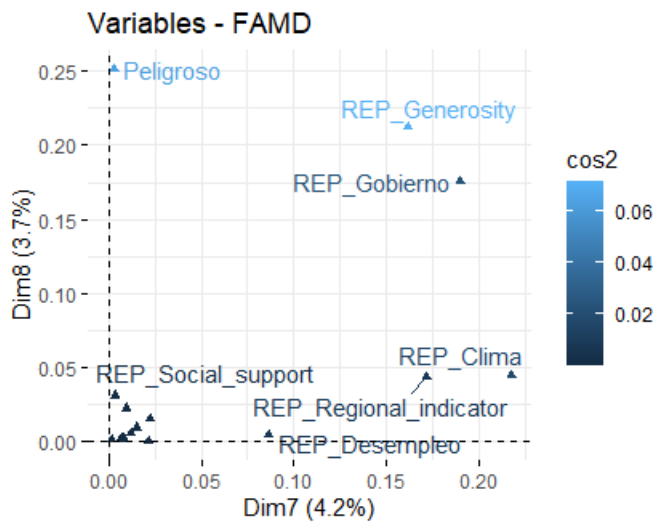 Variables - FAMD
0.25
Peligroso
REP_Generosity
0.20
REP_Gobierno
0.15
0.10
REP_Clima
0.05
REP_Social_support
REP_Regional_indicator
0.00
REP_Desempleo
0.00
0.05
0.10
0.15
0.20
Dim7 (4.2%)
Dim8 (3.7%)
cos2
0.06
0.04
0.02